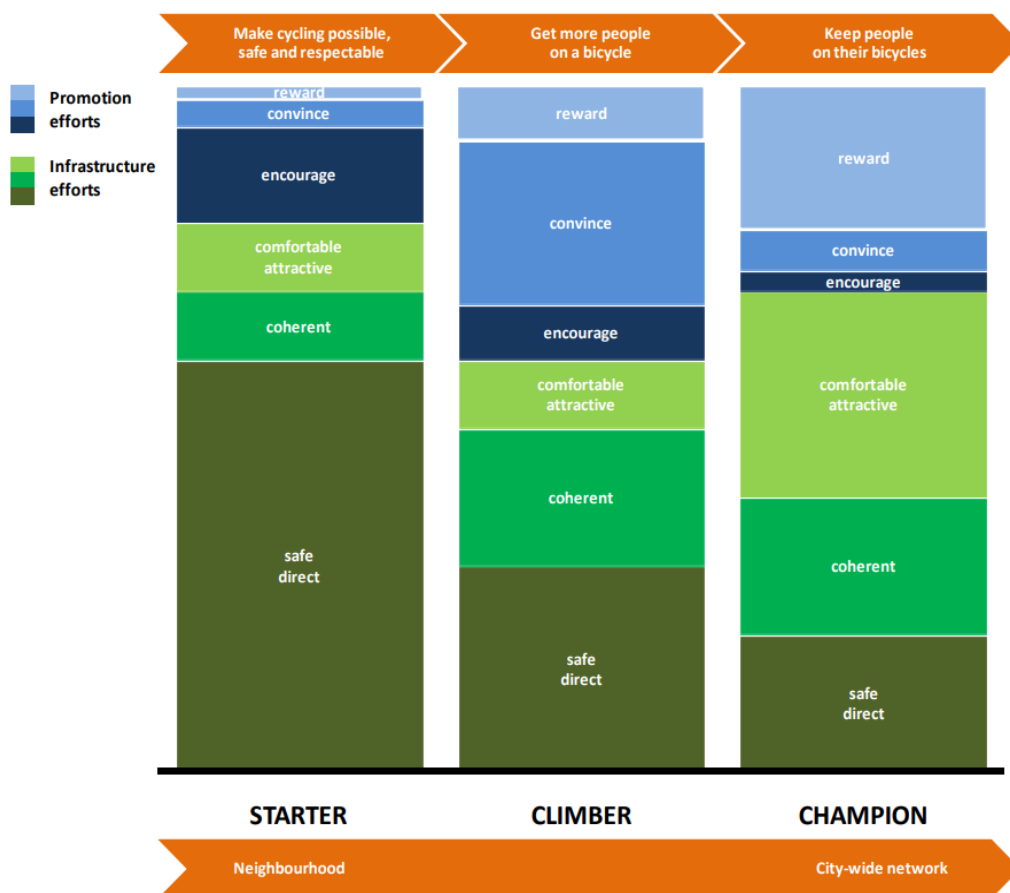 Make cycling possible,
safe and respectable
Get more people
on a bicycle
Keep people
on their bicycles
Promotion
efforts
Infrastructure
efforts
reward
convince
encourage
comfortable
attractive
coherent
safe
direct
reward
convince
encourage
comfortable
attractive
coherent
safe
direct
reward
convince
encourage
comfortable
attractive
coherent
safe
direct
STARTER
CLIMBER
CHAMPION
Neighbourhood
City-wide network